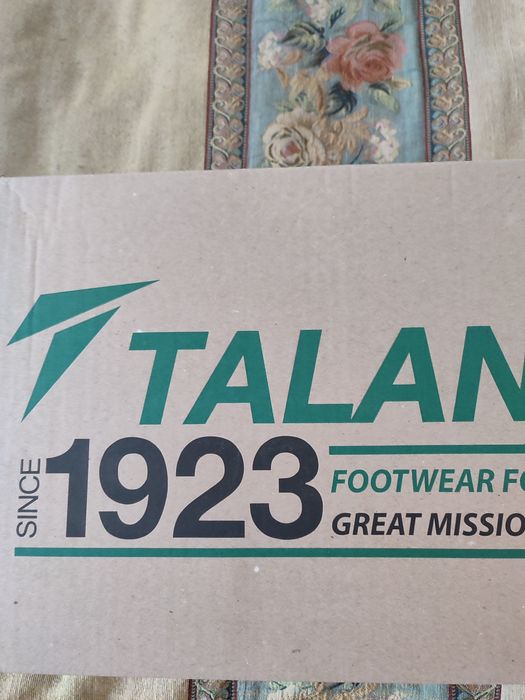 TALAN
SINCE 1923
FOOTWEAR FO
GREAT MISSIO